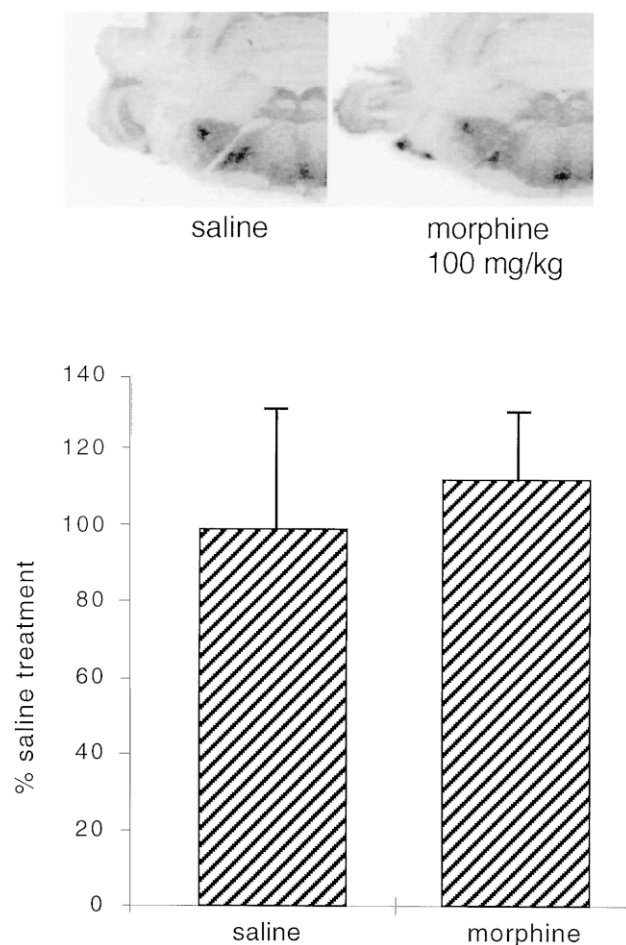 saline
morphine
100 mg/kg
140
120
100
80
60
40
20
0
% saline treatment
saline
morphine